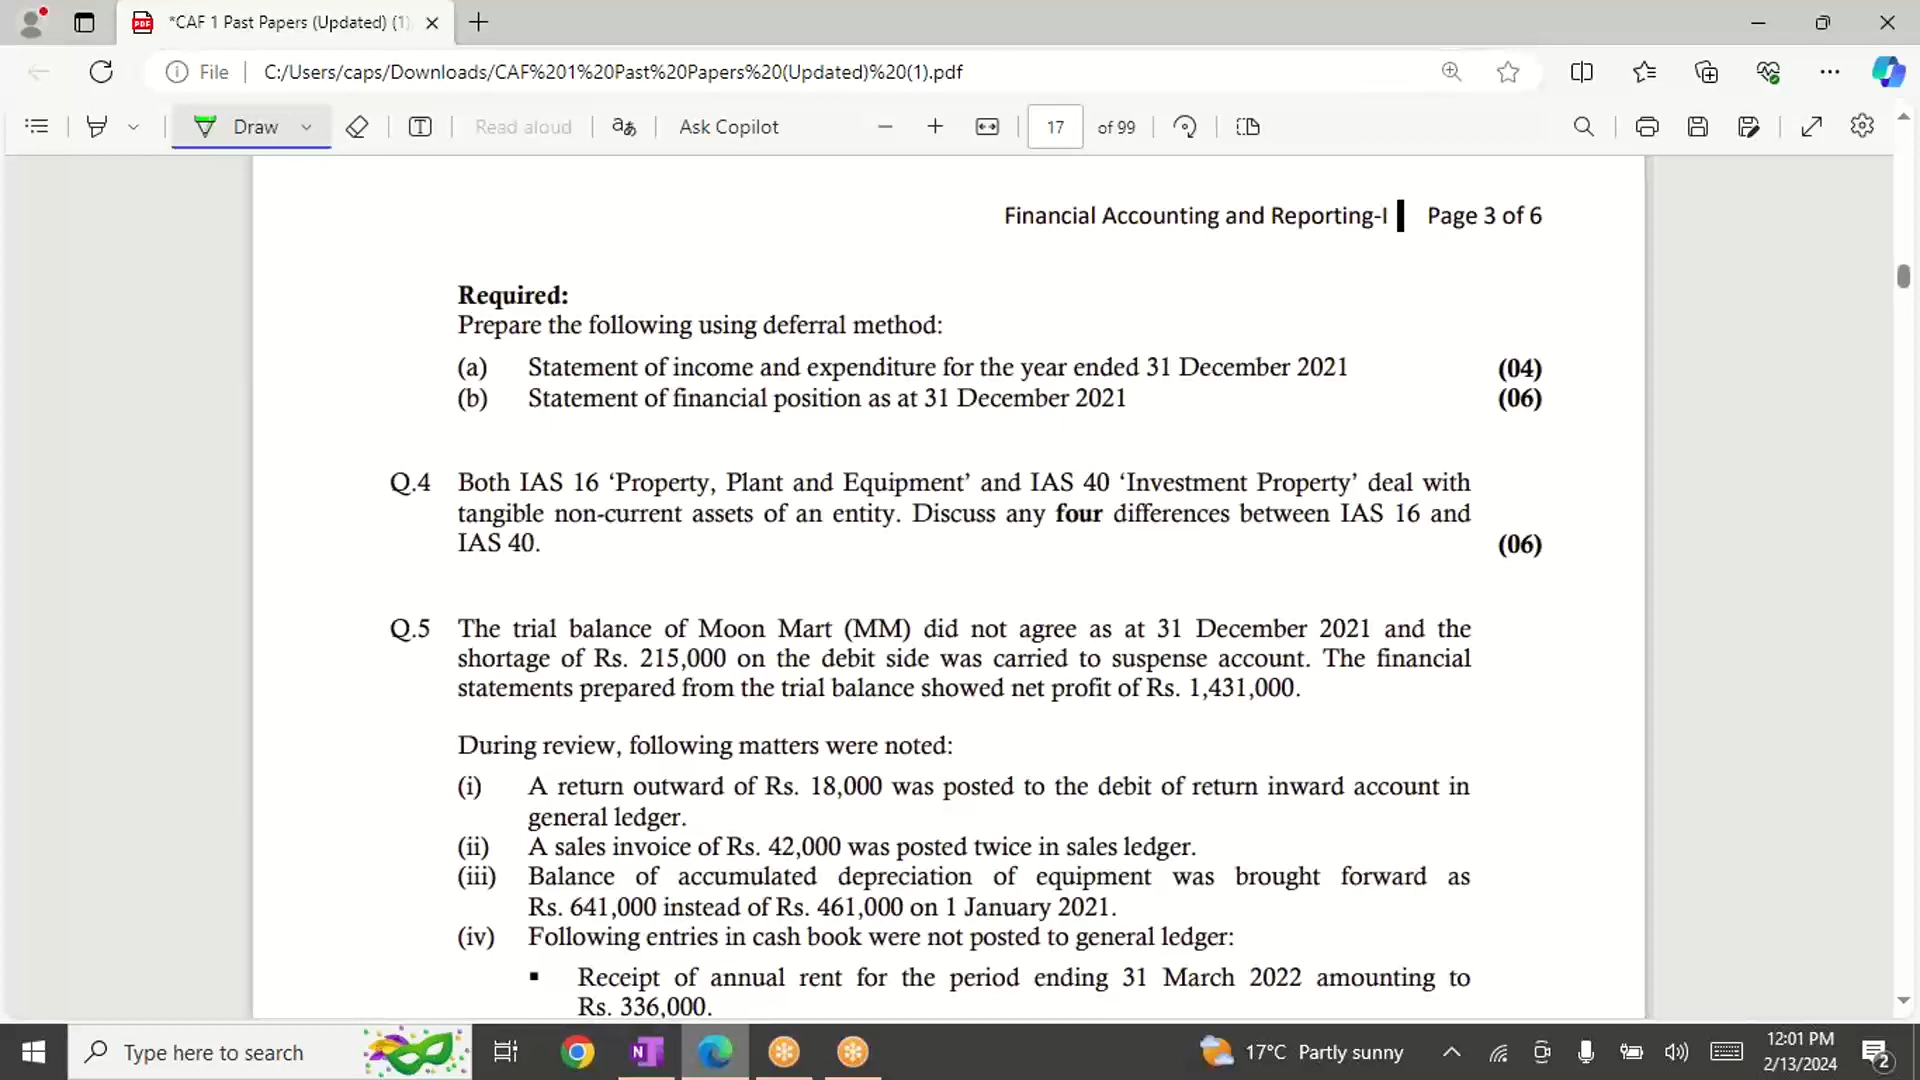 *CAF 1 Past Papers (Updated) (1)
File
C:/Users/caps/Downloads/CAF%201%20Past%20Papers%20(Updated)%20(1).pdf
Draw
Read aloud
Ask Copilot
17 of 99
Financial Accounting and Reporting-I Page 3 of 6
Required:
Prepare the following using deferral method:
(a) Statement of income and expenditure for the year ended 31 December 2021 (04)
(b) Statement of financial position as at 31 December 2021 (06)
Q.4 Both IAS 16 ‘Property, Plant and Equipment’ and IAS 40 ‘Investment Property’ deal with
tangible non-current assets of an entity. Discuss any four differences between IAS 16 and
IAS 40. (06)
Q.5 The trial balance of Moon Mart (MM) did not agree as at 31 December 2021 and the
shortage of Rs. 215,000 on the debit side was carried to suspense account. The financial
statements prepared from the trial balance showed net profit of Rs. 1,431,000.
During review, following matters were noted:
(i) A return outward of Rs. 18,000 was posted to the debit of return inward account in
general ledger.
(ii) A sales invoice of Rs. 42,000 was posted twice in sales ledger.
(iii) Balance of accumulated depreciation of equipment was brought forward as
Rs. 641,000 instead of Rs. 461,000 on 1 January 2021.
(iv) Following entries in cash book were not posted to general ledger:
▪ Receipt of annual rent for the period ending 31 March 2022 amounting to
Rs. 336,000.
Type here to search
17°C Partly sunny
12:01 PM
2/13/2024
2